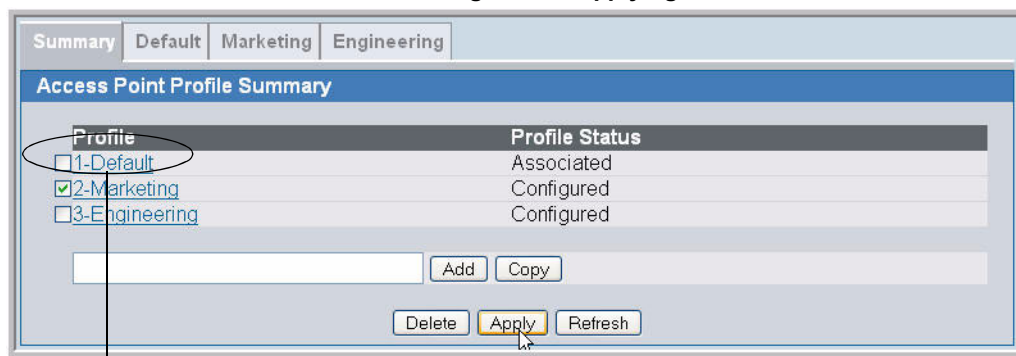 Summary Default Marketing Engineering
Access Point Profile Summary
Profile Profile Status
1-Default Associated
2-Marketing Configured
3-Engineering Configured
Add Copy
Delete Apply Refresh